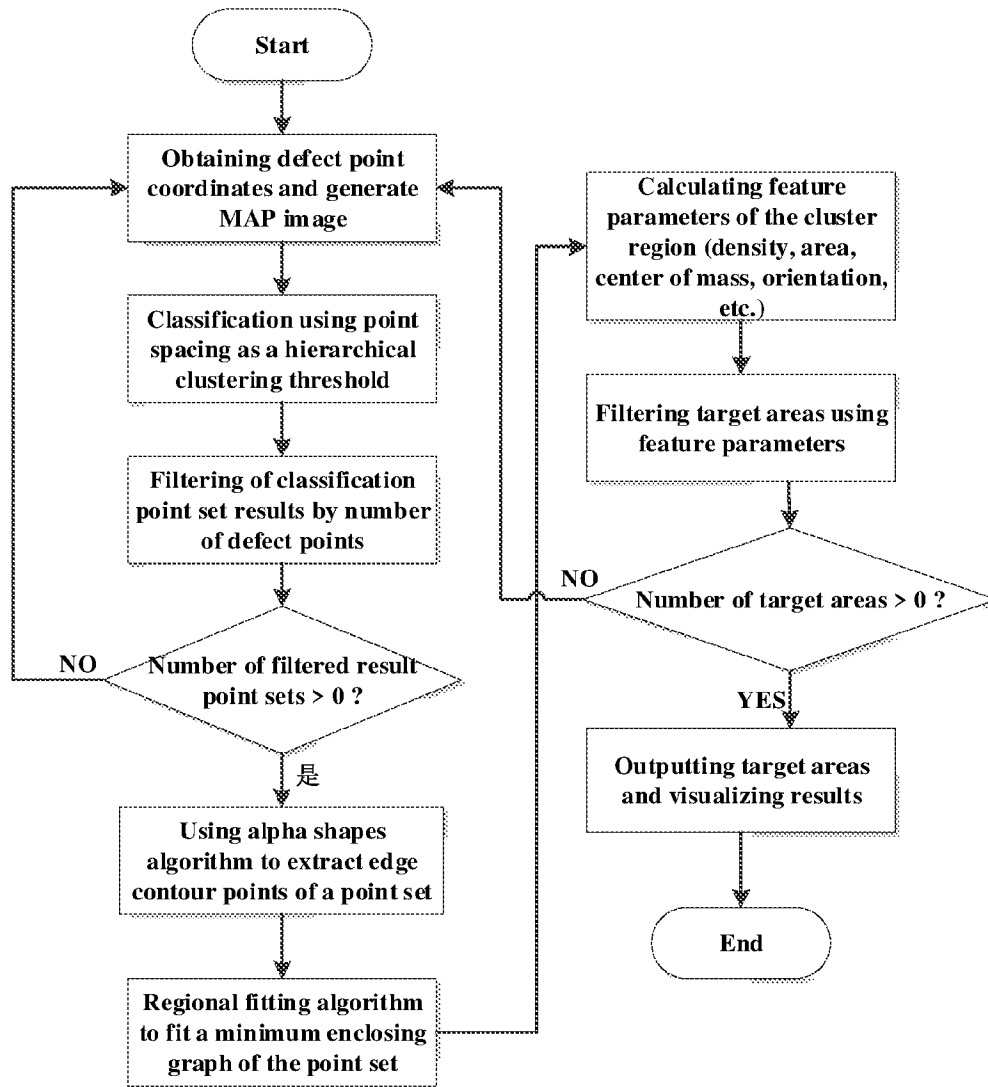 Start
Obtaining defect point
coordinates and generate
MAP image
Classification using point
spacing as a hierarchical
clustering threshold
Filtering of classification
point set results by number
of defect points
NO
Number of filtered result
point sets > 0 ?
是
Using alpha shapes
algorithm to extract edge
contour points of a point set
Regional fitting algorithm
to fit a minimum enclosing
graph of the point set
Calculating feature
parameters of the cluster
region (density, area,
center of mass, orientation,
etc.)
Filtering target areas using
feature parameters
NO
Number of target areas > 0 ?
YES
Outputting target areas
and visualizing results
End